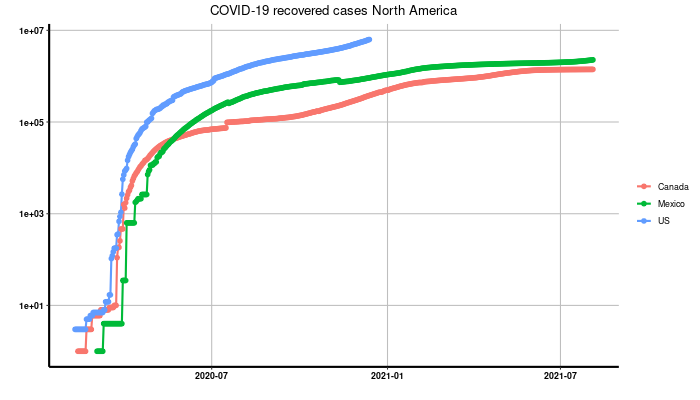 COVID-19 recovered cases North America
1e+07
1e+05
1e+03
1e+01
2020-07
2021-01
2021-07
Canada
Mexico
US